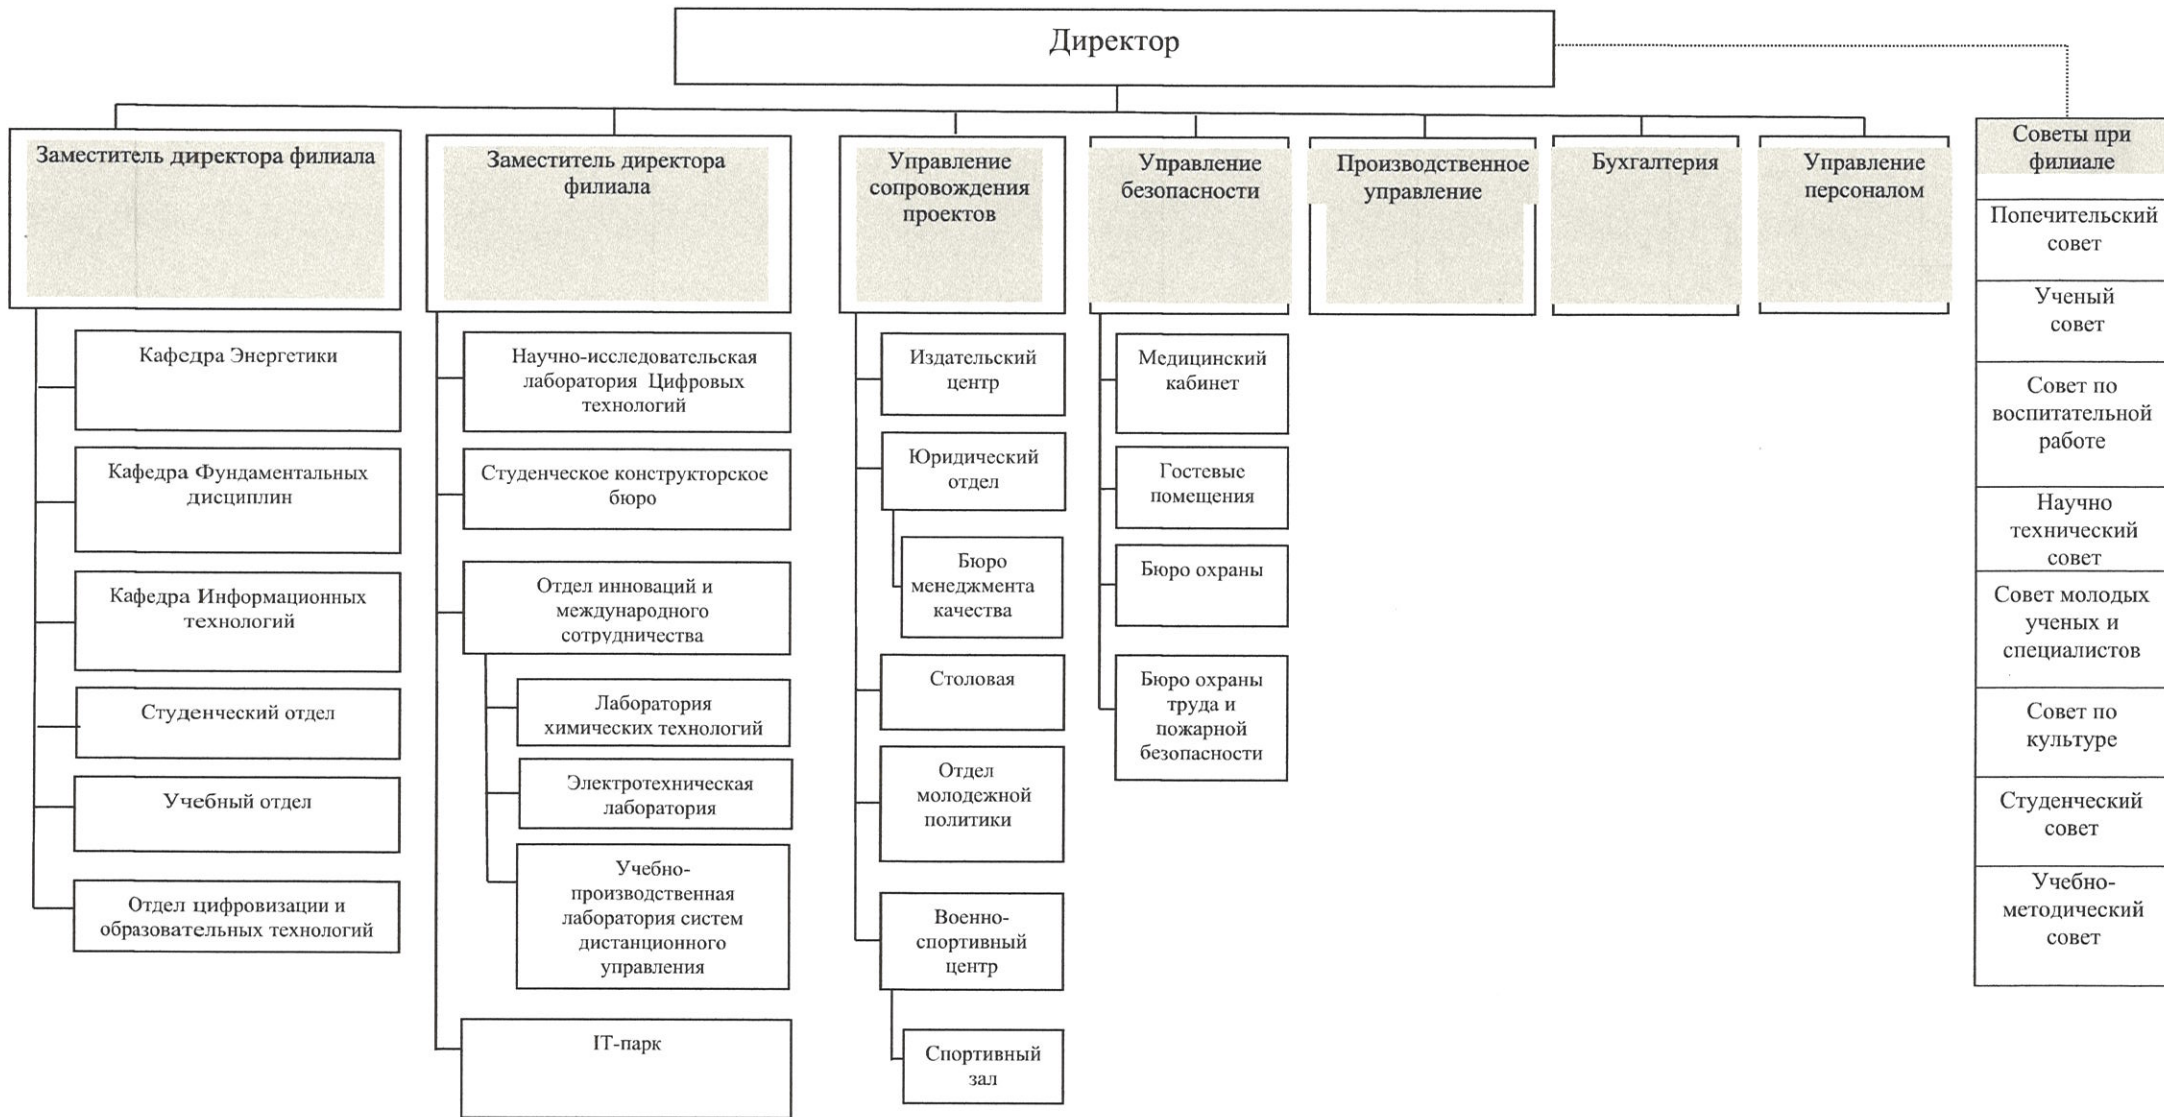 Директор
Заместитель директора филиала
Заместитель директора
филиала
Управление
сопровождения
проектов
Управление
безопасности
Производственное
управление
Бухгалтерия
Управление
персоналом
Советы при
филиале
Кафедра Энергетики
Кафедра Фундаментальных
дисциплин
Кафедра Информационных
технологий
Студенческий отдел
Учебный отдел
Отдел цифровизации и
образовательных технологий
Научно-исследовательская
лаборатория Цифровых
технологий
Студенческое конструкторское
бюро
Отдел инноваций и
международного
сотрудничества
Лаборатория
химических технологий
Электротехническая
лаборатория
Учебно-
производственная
лаборатория систем
дистанционного
управления
IT-парк
Издательский
центр
Юридический
отдел
Бюро
менеджмента
качества
Столовая
Отдел
молодежной
политики
Военно-
спортивный
центр
Спортивный
зал
Медицинский
кабинет
Гостевые
помещения
Бюро охраны
Бюро охраны
труда и
пожарной
безопасности
Попечительский
совет
Ученый
совет
Совет по
воспитательной
работе
Научно
технический
совет
Совет молодых
ученых и
специалистов
Совет по
культуре
Студенческий
совет
Учебно-
методический
совет